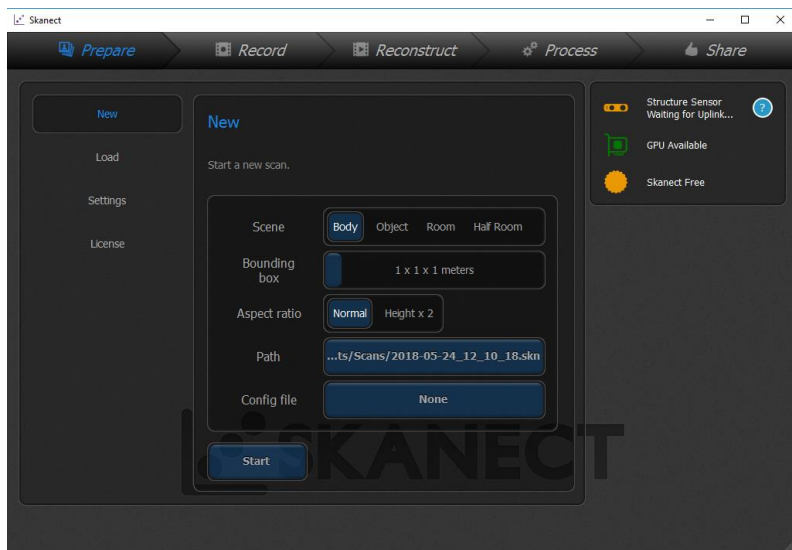 Skanect
Prepare
Record
Reconstruct
Process
Share
New
Load
Settings
License
New
Start a new scan.
Scene
Body Object Room Half Room
Bounding
box
1 x 1 x 1 meters
Aspect ratio
Normal Height x 2
Path
...ts/Scans/2018-05-24_12_10_18.skn
Config file
None
Start
SKANECT
Structure Sensor
Waiting for Uplink...
?
GPU Available
Skanect Free